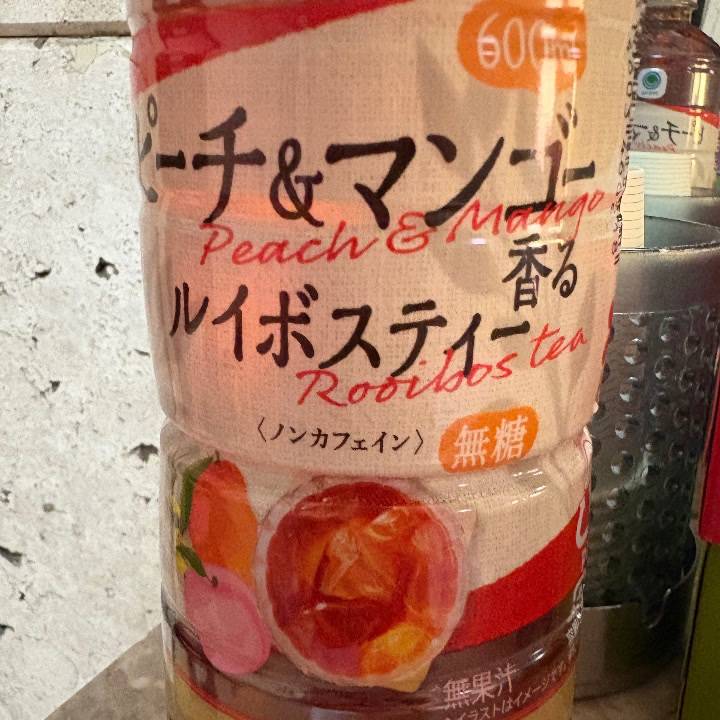 600ml
ピーチ&マンゴー
Peach & Mango
香る
ルイボスティー
Rooibos tea
〈ノンカフェイン〉
無糖
無果汁